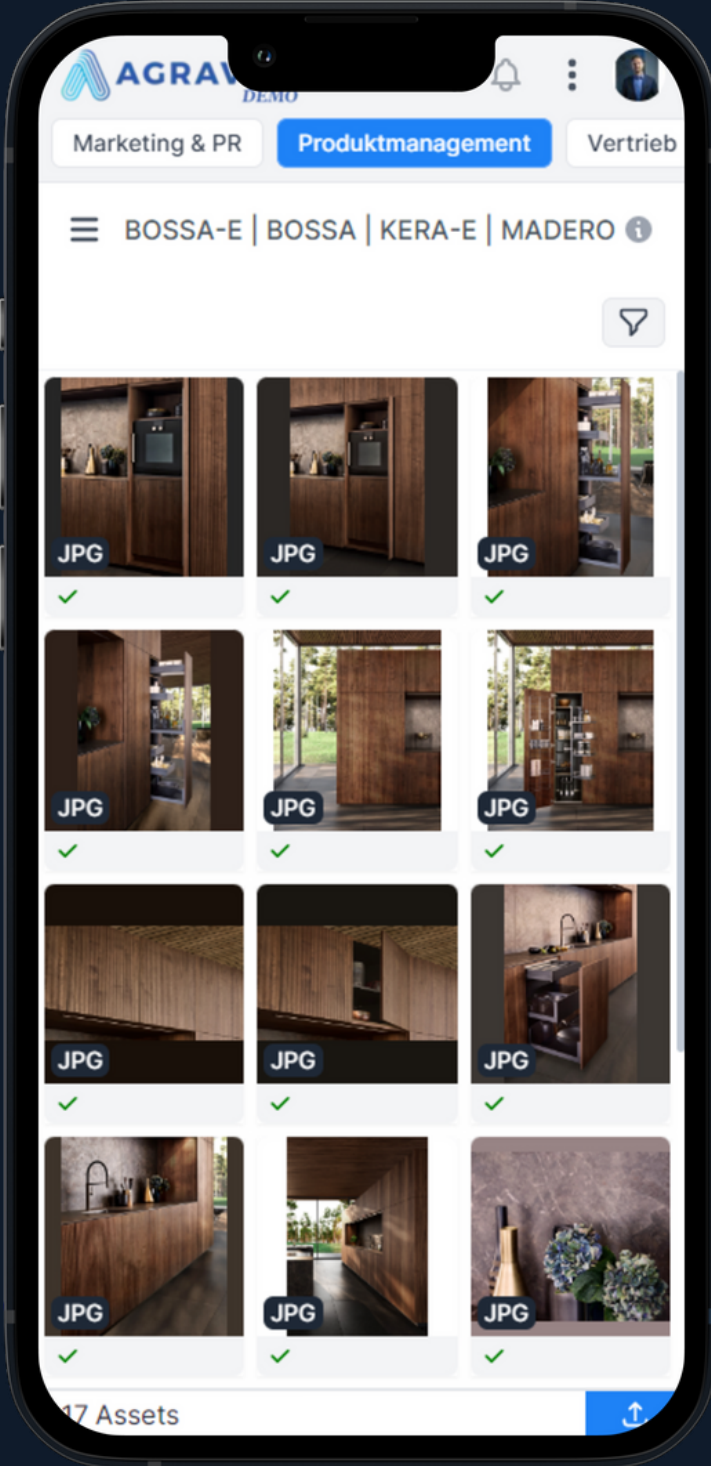 AGRAV
DEMO
Marketing & PR
Produktmanagement
Vertrieb
BOSSA-E | BOSSA | KERA-E | MADERO
JPG JPG JPG
JPG JPG JPG
JPG JPG JPG
JPG JPG JPG
17 Assets